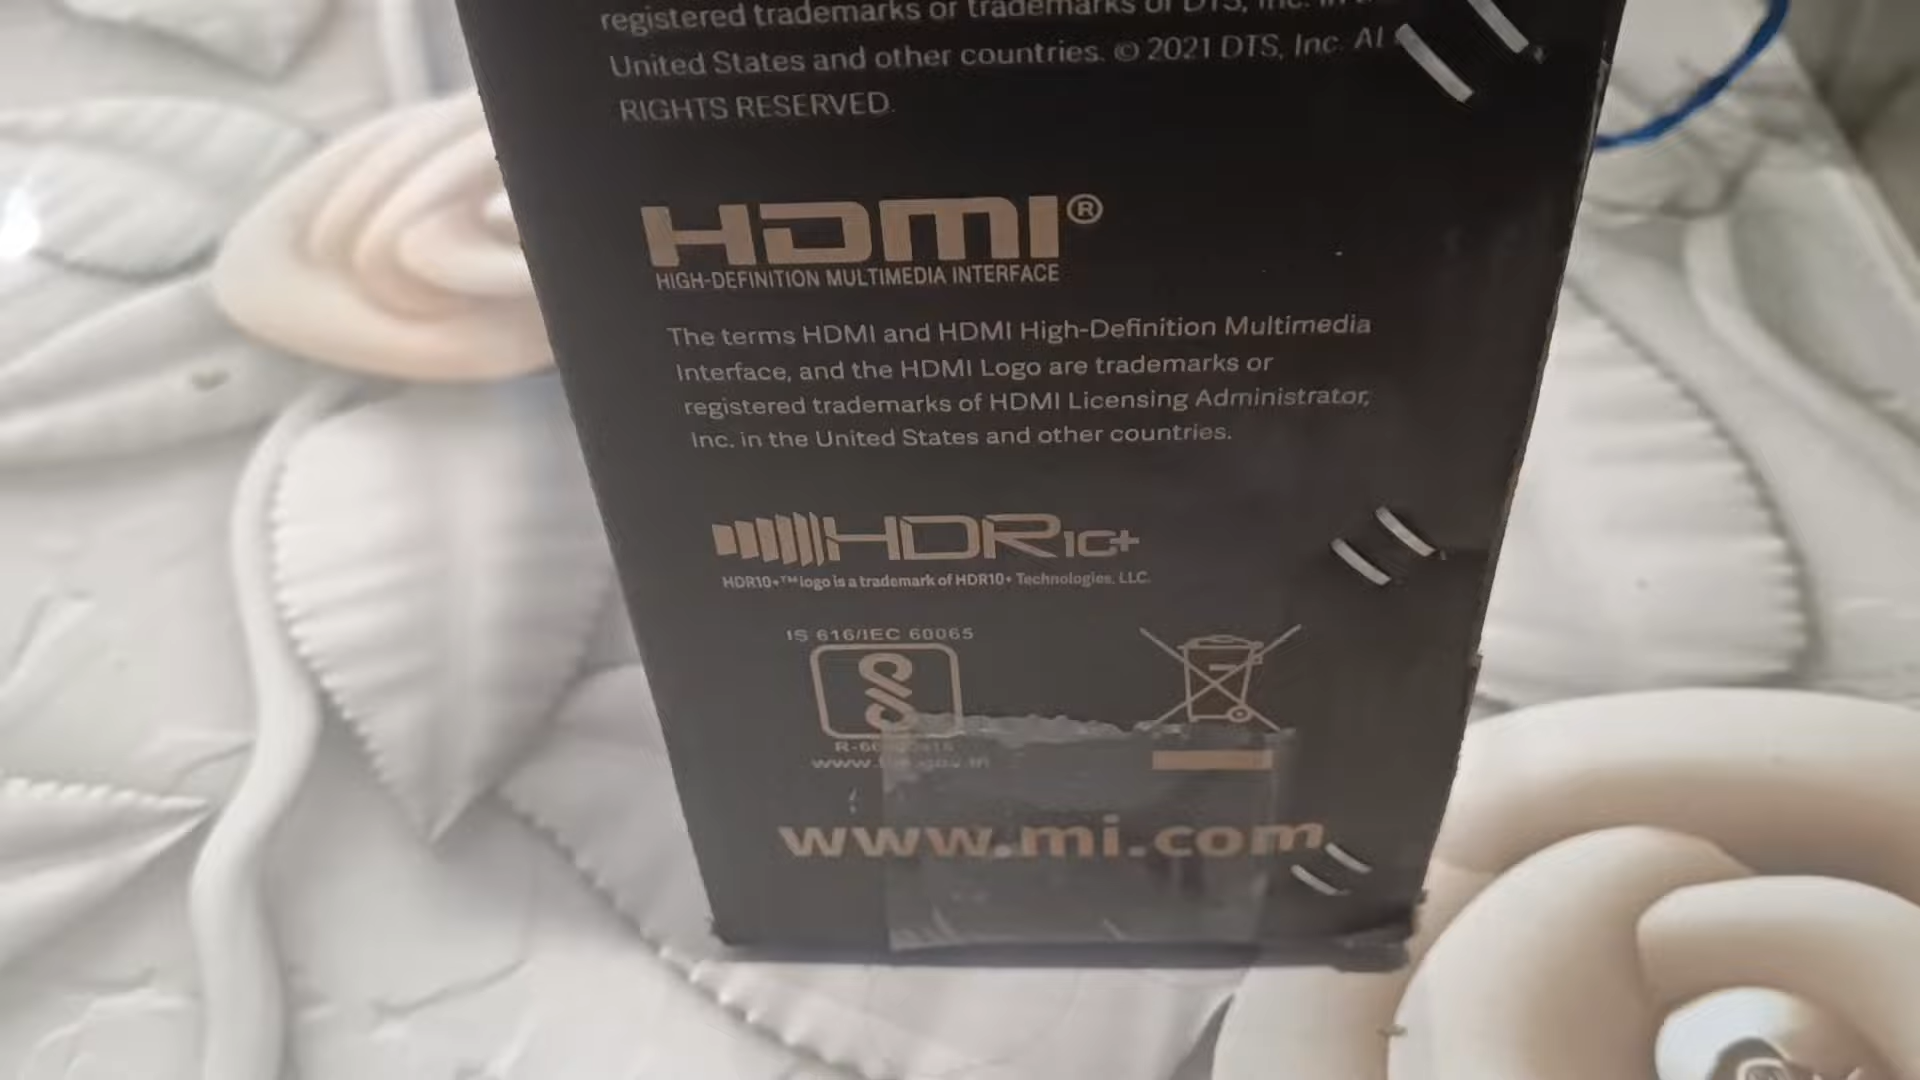 registered trademarks or trademarks of DTS, Inc. in
United States and other countries. © 2021 DTS, Inc. Al
RIGHTS RESERVED.
HDMI®
HIGH-DEFINITION MULTIMEDIA INTERFACE
The terms HDMI and HDMI High-Definition Multimedia
Interface, and the HDMI Logo are trademarks or
registered trademarks of HDMI Licensing Administrator,
Inc. in the United States and other countries.
HDR10+
HDR10+™ logo is a trademark of HDR10+ Technologies, LLC.
IS 616/IEC 60065
www.mi.com